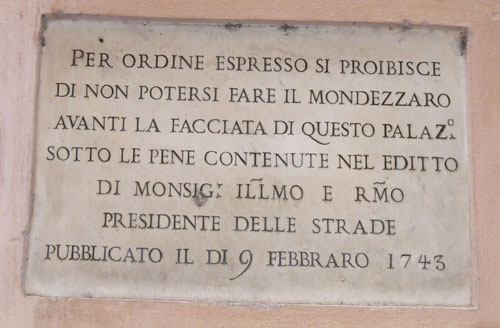 PER ORDINE ESPRESSO SI PROIBISCE
DI NON POTERSI FARE IL MONDEZZARO
AVANTI LA FACCIATA DI QUESTO PALAZ.º
SOTTO LE PENE CONTENUTE NEL EDITTO
DI MONSIG.ʳ ILL̃MO E RM̃O
PRESIDENTE DELLE STRADE
PUBBLICATO IL DI 9 FEBBRARO 1743